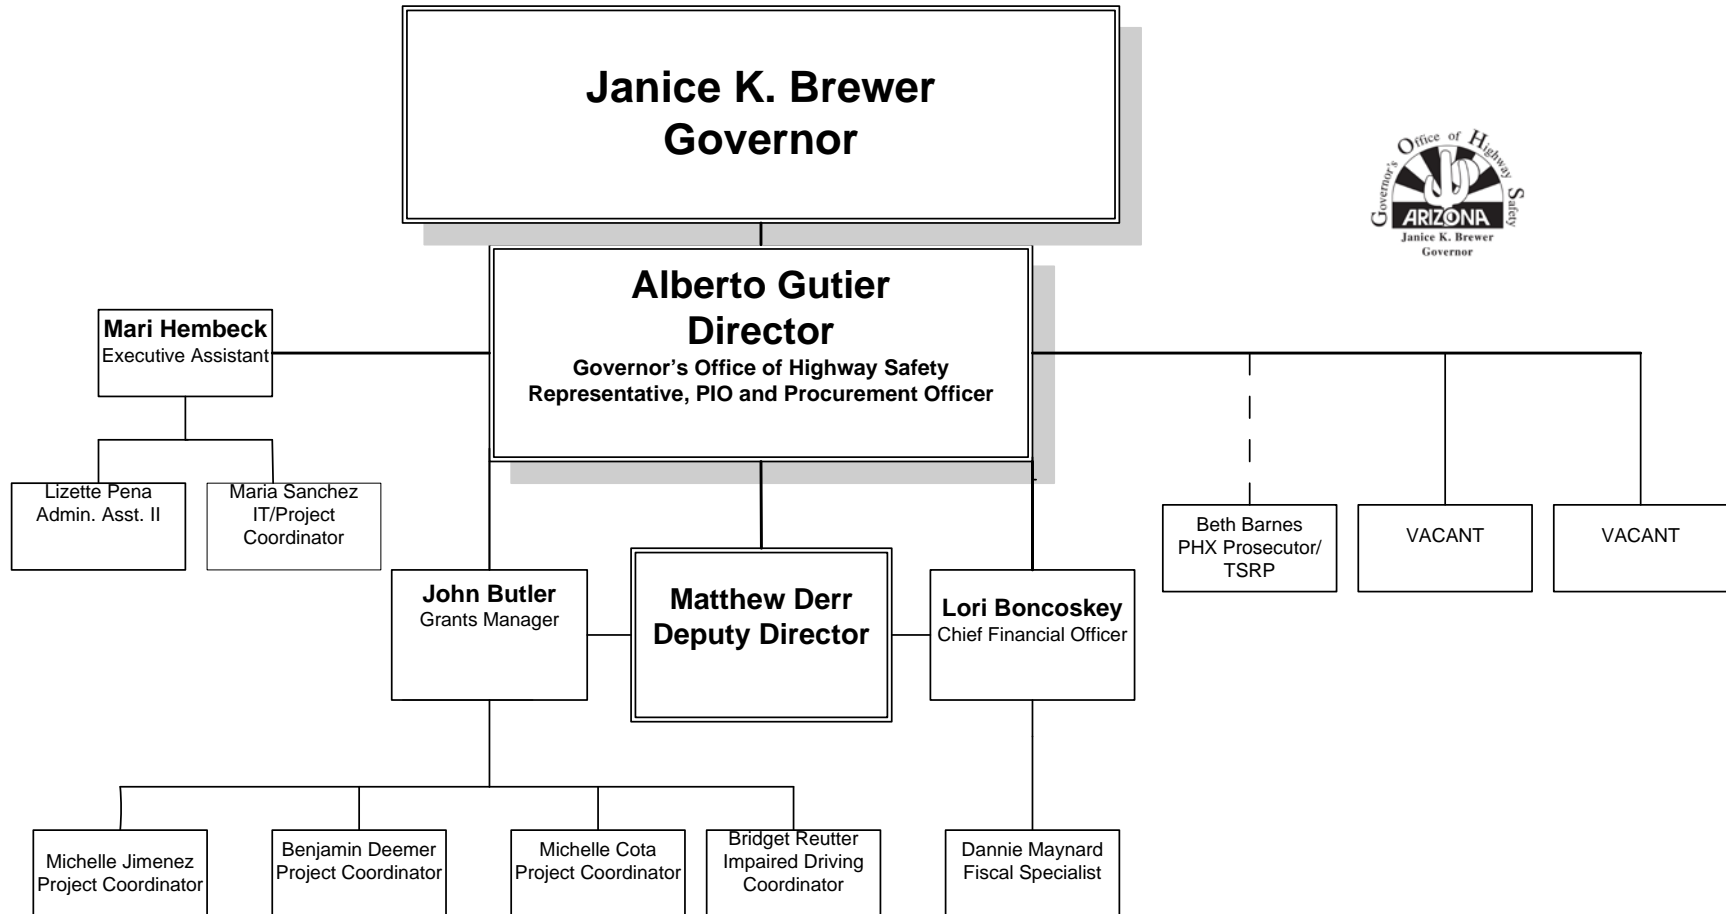 Janice K. Brewer
Governor
Governor's Office of Highway Safety
ARIZONA
Janice K. Brewer
Governor
Alberto Gutier
Director
Governor’s Office of Highway Safety
Representative, PIO and Procurement Officer
Mari Hembeck
Executive Assistant
Lizette Pena
Admin. Asst. II
Maria Sanchez
IT/Project
Coordinator
Beth Barnes
PHX Prosecutor/
TSRP
VACANT
VACANT
John Butler
Grants Manager
Matthew Derr
Deputy Director
Lori Boncoskey
Chief Financial Officer
Michelle Jimenez
Project Coordinator
Benjamin Deemer
Project Coordinator
Michelle Cota
Project Coordinator
Bridget Reutter
Impaired Driving
Coordinator
Dannie Maynard
Fiscal Specialist